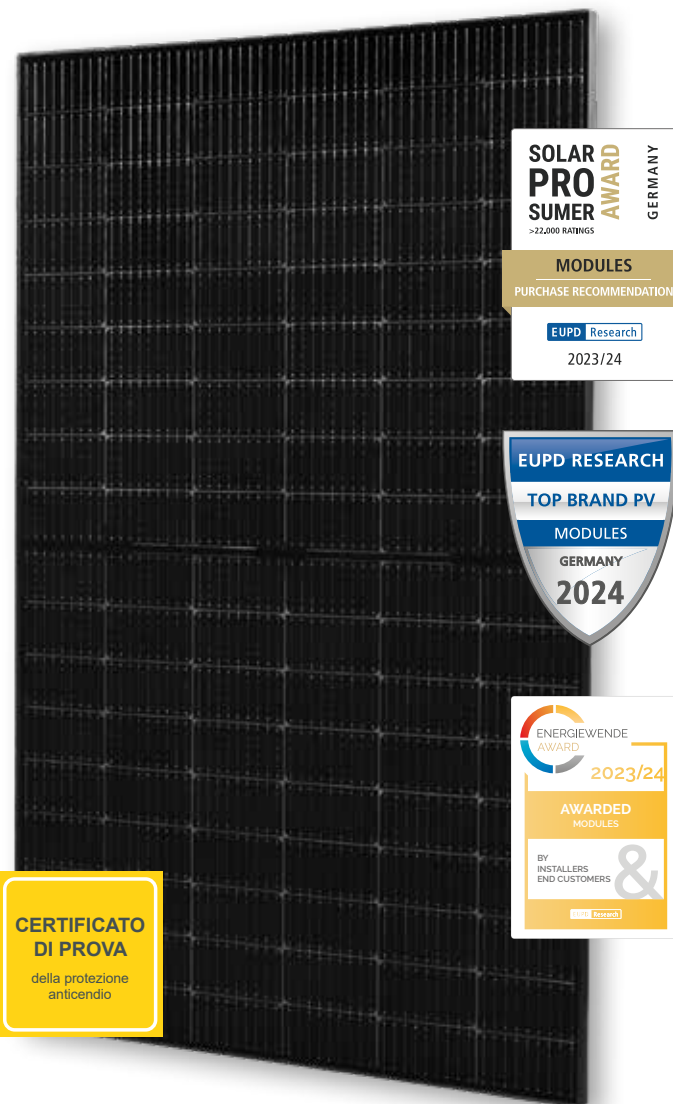 SOLAR
PRO
SUMER
AWARD
GERMANY
>22.000 RATINGS
MODULES
PURCHASE RECOMMENDATION
EUPD Research
2023/24
EUPD RESEARCH
TOP BRAND PV
MODULES
GERMANY
2024
ENERGIEWENDE
AWARD
2023/24
AWARDED
MODULES
BY
INSTALLERS
END CUSTOMERS
&
EUPD Research
CERTIFICATO
DI PROVA
della protezione
anticendio